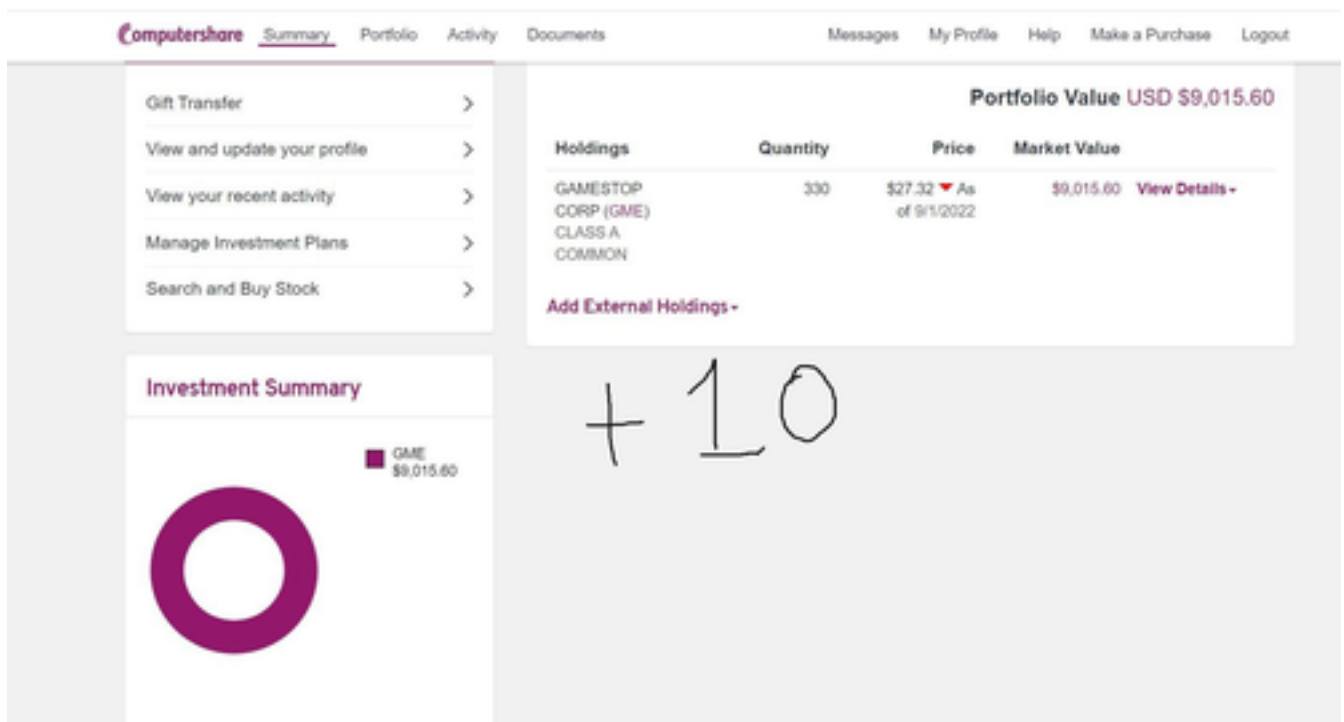 Computershare Summary Portfolio Activity Documents Messages My Profile Help Make a Purchase Logout
Gift Transfer
View and update your profile
View your recent activity
Manage Investment Plans
Search and Buy Stock
Portfolio Value USD $9,015.60
Holdings Quantity Price Market Value
GAMESTOP 330 $27.32 As $9,015.60 View Details
CORP (GME) of 9/1/2022
CLASS A
COMMON
Add External Holdings
+ 10
Investment Summary
GME
$9,015.60